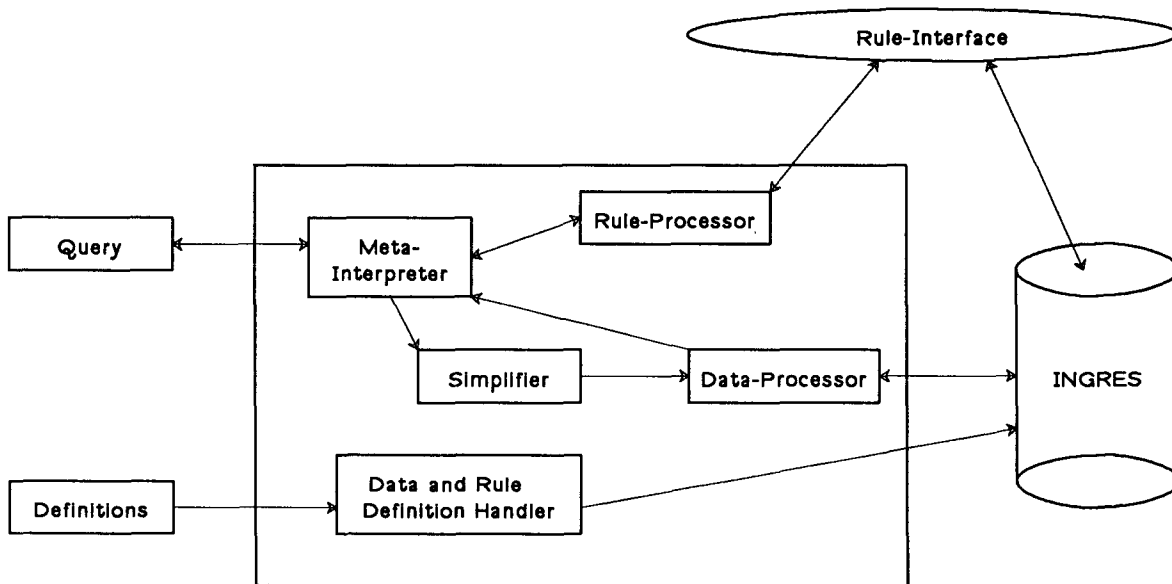 Rule-Interface
Rule-Processor
Query
Meta-
Interpreter
Simplifier
Data-Processor
INGRES
Definitions
Data and Rule
Definition Handler